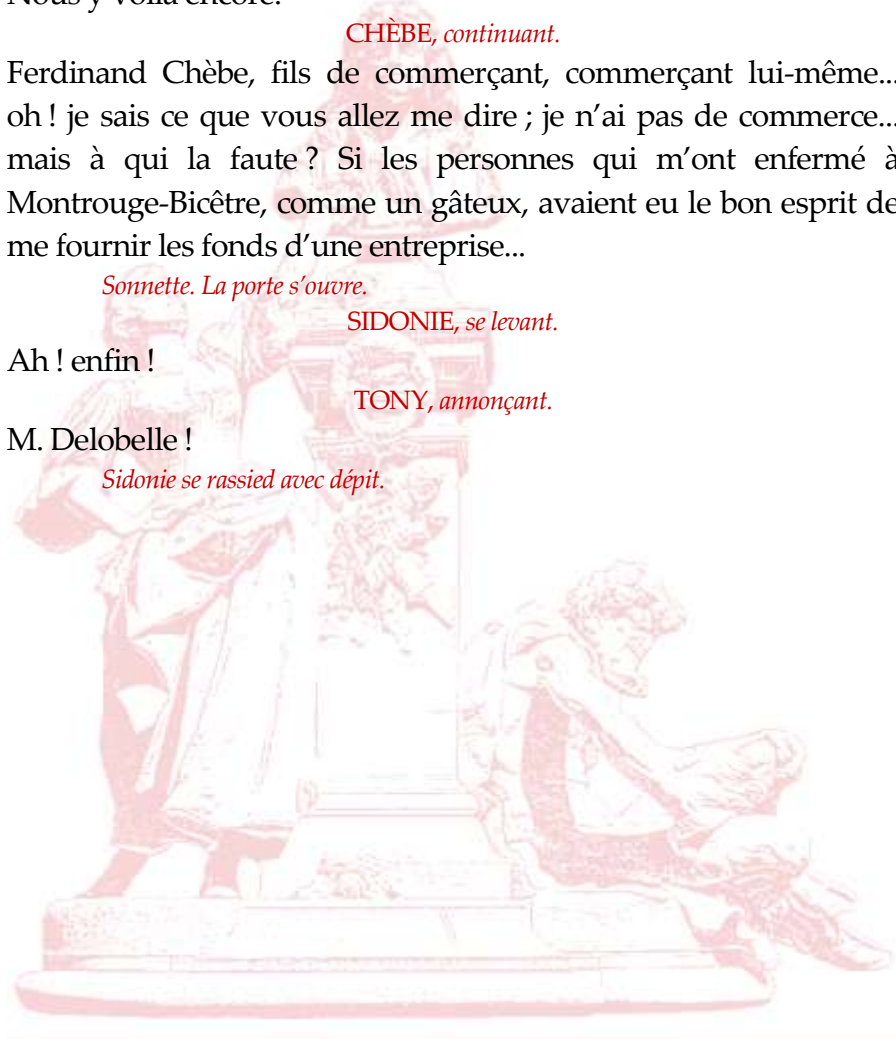 Nous y voilà encore.
CHÈBE, continuant.
Ferdinand Chèbe, fils de commerçant, commerçant lui-même...
oh ! je sais ce que vous allez me dire ; je n’ai pas de commerce...
mais à qui la faute ? Si les personnes qui m’ont enfermé à
Montrouge-Bicêtre, comme un gâteux, avaient eu le bon esprit de
me fournir les fonds d’une entreprise...
Sonnette. La porte s’ouvre.
SIDONIE, se levant.
Ah ! enfin !
TONY, annonçant.
M. Delobelle !
Sidonie se rassied avec dépit.